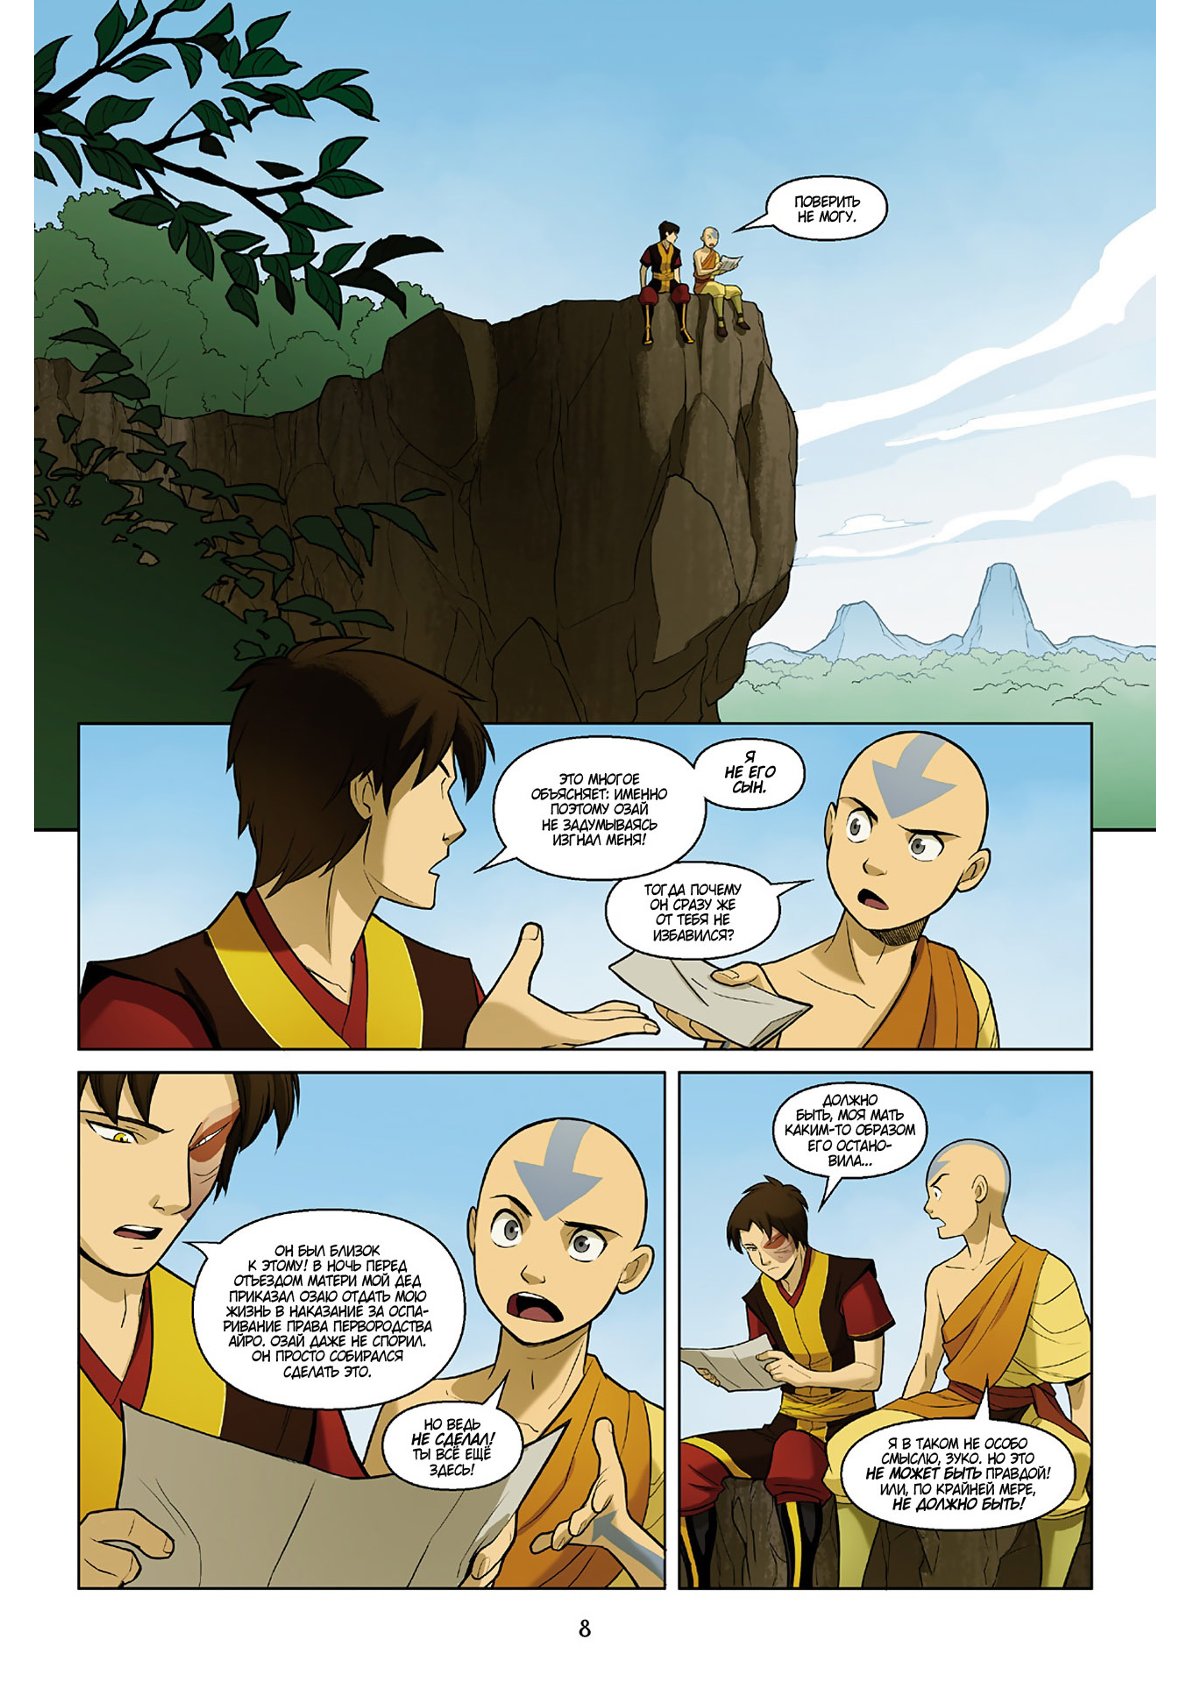 ПОВЕРИТЬ
НЕ МОГУ.
ЭТО МНОГОЕ
ОБЪЯСНЯЕТ: ИМЕННО
ПОЭТОМУ ОЗАЙ
НЕ ЗАДУМЫВАЯСЬ
ИЗГНАЛ МЕНЯ!
Я
НЕ ЕГО
СЫН.
ТОГДА ПОЧЕМУ
ОН СРАЗУ ЖЕ
ОТ ТЕБЯ НЕ
ИЗБАВИЛСЯ?
ОН БЫЛ БЛИЗОК
К ЭТОМУ! В НОЧЬ ПЕРЕД
ОТЪЕЗДОМ МАТЕРИ МОЙ ДЕД
ПРИКАЗАЛ ОЗАЮ ОТДАТЬ МОЮ
ЖИЗНЬ В НАКАЗАНИЕ ЗА ОСПА-
РИВАНИЕ ПРАВА ПЕРВОРОДСТВА
АЙРО. ОЗАЙ ДАЖЕ НЕ СПОРИЛ.
ОН ПРОСТО СОБИРАЛСЯ
СДЕЛАТЬ ЭТО.
НО ВЕДЬ
НЕ СДЕЛАЛ!
ТЫ ВСЁ ЕЩЁ
ЗДЕСЬ!
ДОЛЖНО
БЫТЬ, МОЯ МАТЬ
КАКИМ-ТО ОБРАЗОМ
ЕГО ОСТАНО-
ВИЛА...
Я В ТАКОМ НЕ ОСОБО
СМЫСЛЮ, ЗУКО. НО ЭТО
НЕ МОЖЕТ БЫТЬ ПРАВДОЙ!
ИЛИ, ПО КРАЙНЕЙ МЕРЕ,
НЕ ДОЛЖНО БЫТЬ!
8